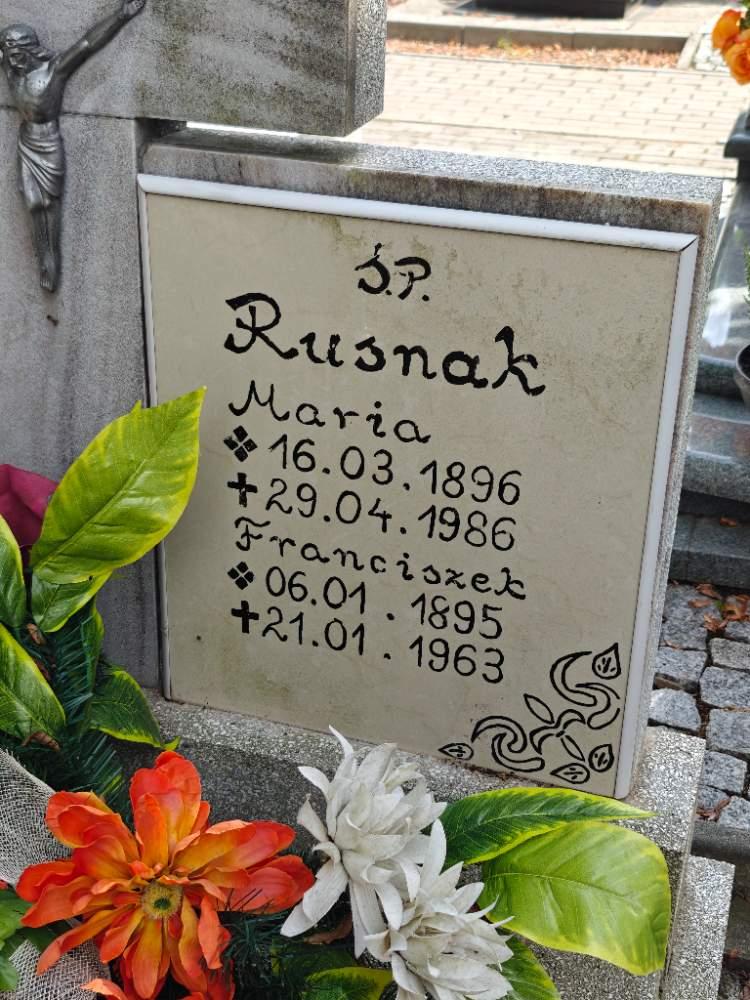 Ś.P.
Rusnak
Maria
16.03.1896
29.04.1986
Franciszek
06.01.1895
21.01.1963